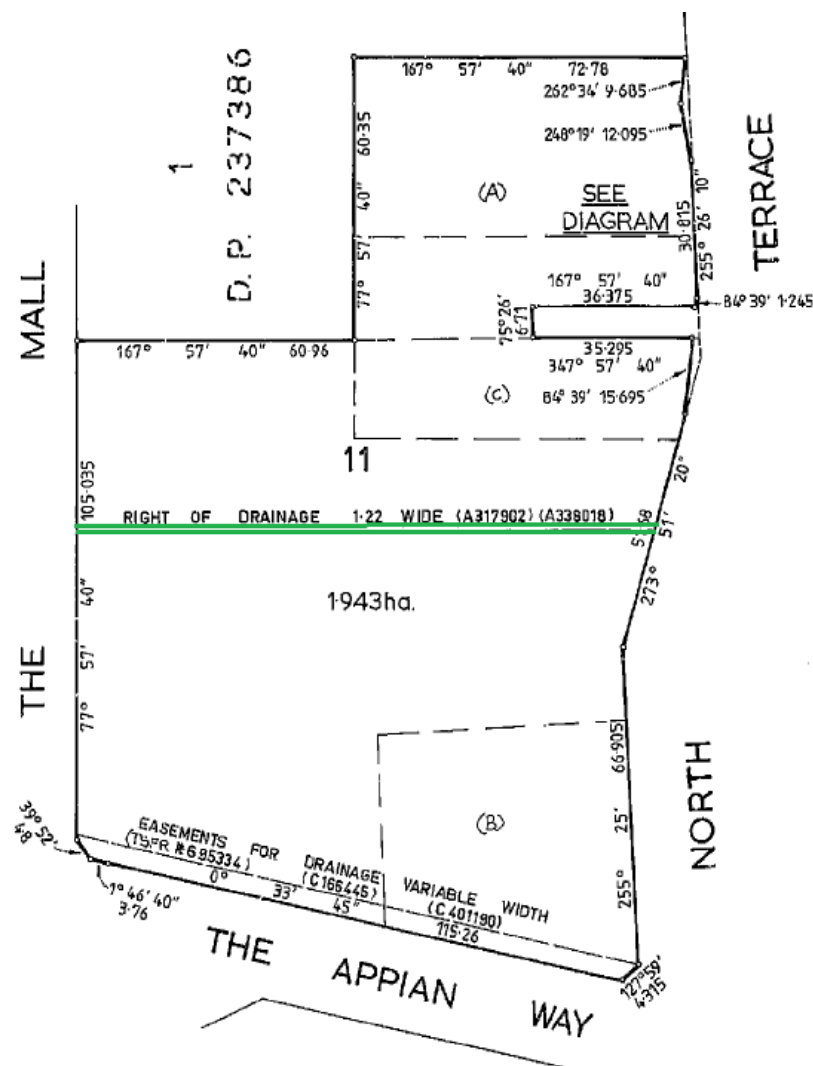 167° 57' 40" 72·78
262°34' 9·685
248°19' 12·095
TERRACE
D. P. 237386
1
60·35
40"
57'
77°
(A)
SEE
DIAGRAM
30·815
255° 26' 10"
167° 57' 40"
36·375
84° 39' 1·245
75° 26'
6·71
35·295
347° 57' 40"
84° 39' 15·695
(C)
MALL
167° 57' 40" 60·96
11
105·035
20"
51'
273°
RIGHT OF DRAINAGE 1·22 WIDE (A317902) (A338018)
1·943ha.
40"
57'
77°
THE
66·905
25'
255°
NORTH
(B)
39° 52'
4·8
EASEMENTS FOR DRAINAGE VARIABLE WIDTH
(C166446) (C401190)
0° 33' 45" 115·26
1° 46' 40"
3·76
127°59'
4·315
THE APPIAN WAY